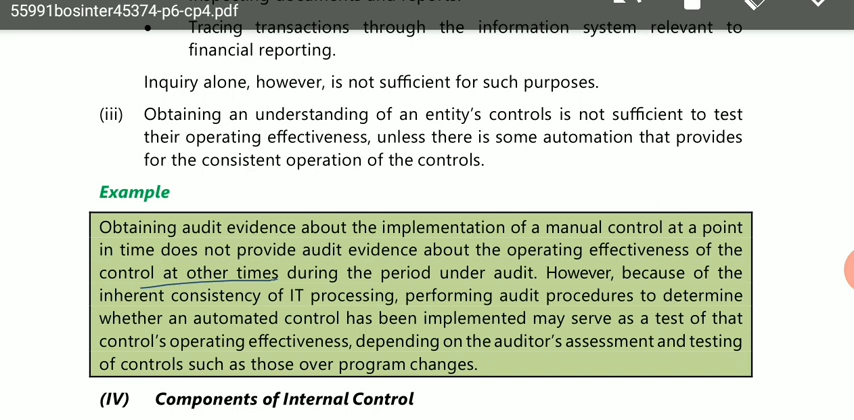 55991bosinter45374-p6-cp4.pdf
• Tracing transactions through the information system relevant to
financial reporting.
Inquiry alone, however, is not sufficient for such purposes.
(iii) Obtaining an understanding of an entity's controls is not sufficient to test
their operating effectiveness, unless there is some automation that provides
for the consistent operation of the controls.
Example
Obtaining audit evidence about the implementation of a manual control at a point
in time does not provide audit evidence about the operating effectiveness of the
control at other times during the period under audit. However, because of the
inherent consistency of IT processing, performing audit procedures to determine
whether an automated control has been implemented may serve as a test of that
control's operating effectiveness, depending on the auditor's assessment and testing
of controls such as those over program changes.
(IV) Components of Internal Control